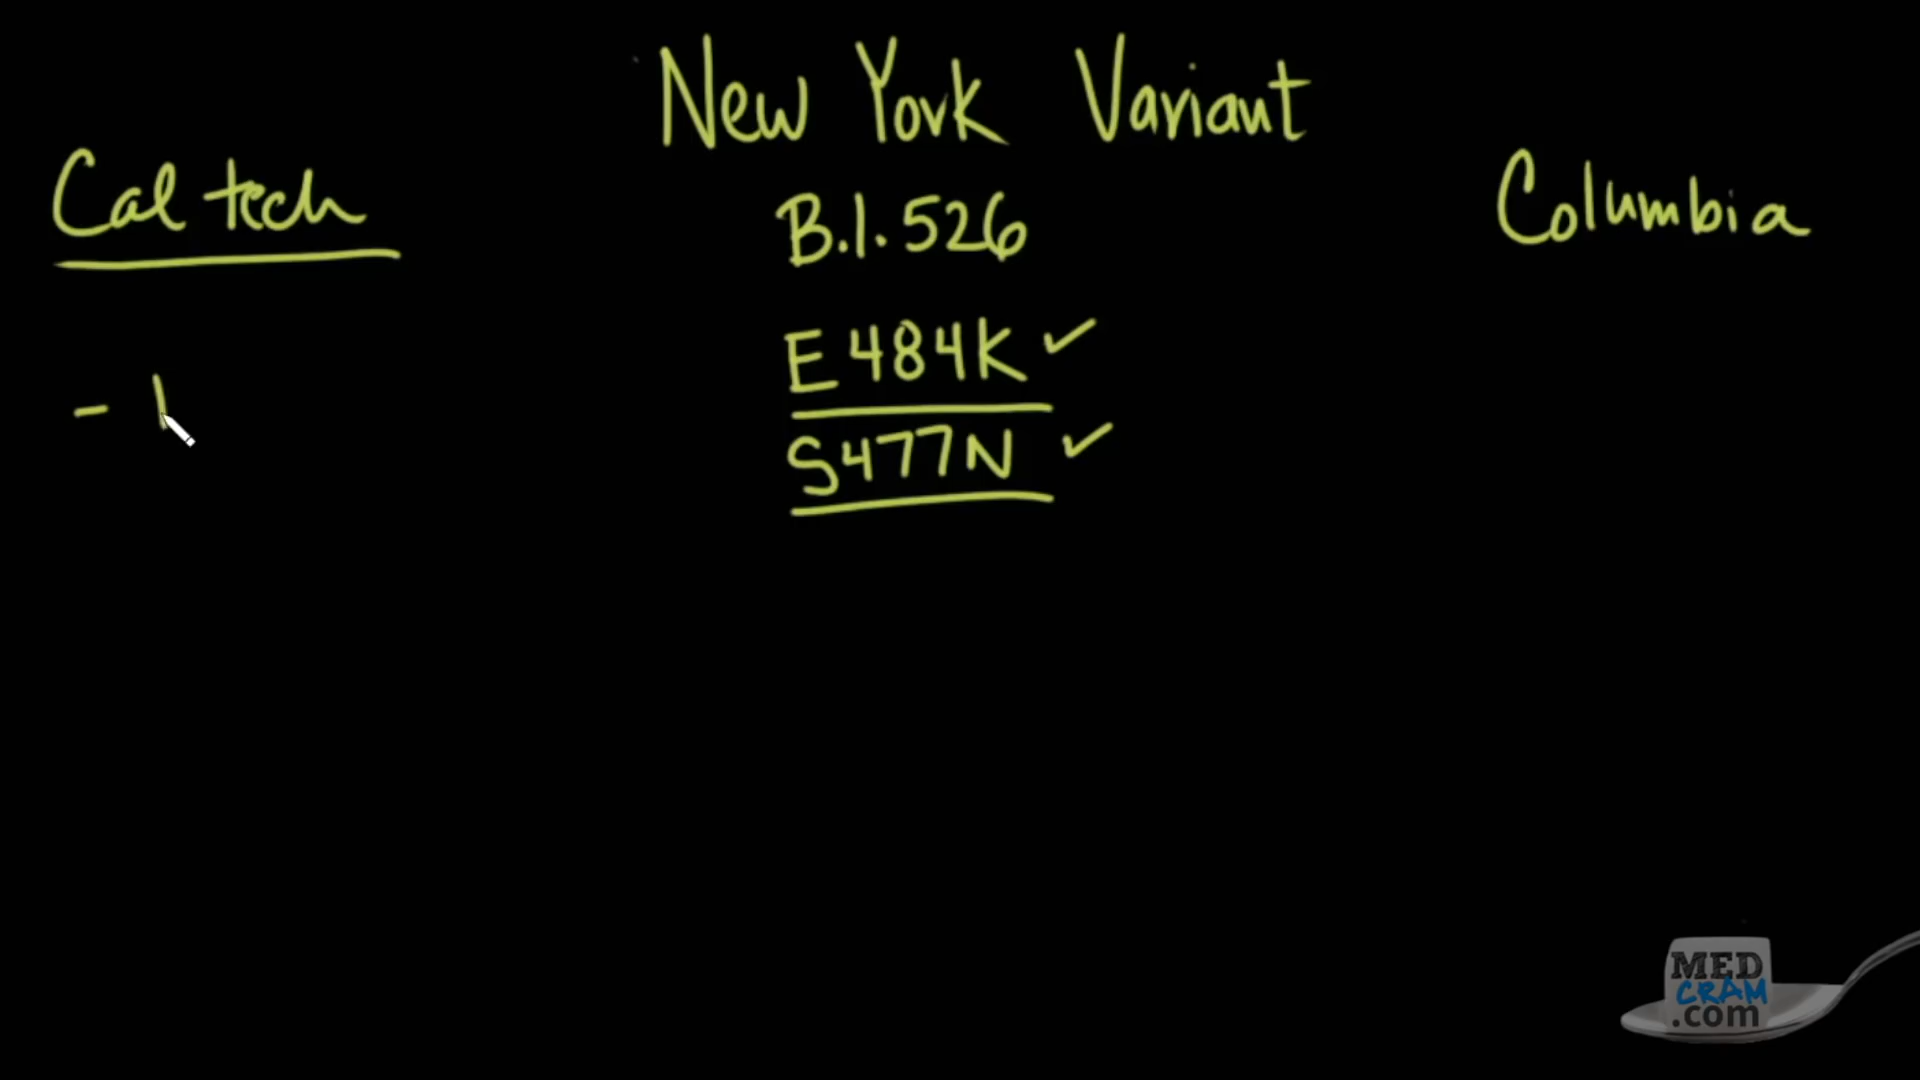 New York Variant
Cal tech
B.1.526
Columbia
E484K ✓
S477N ✓
-
MED
CRAM
.com